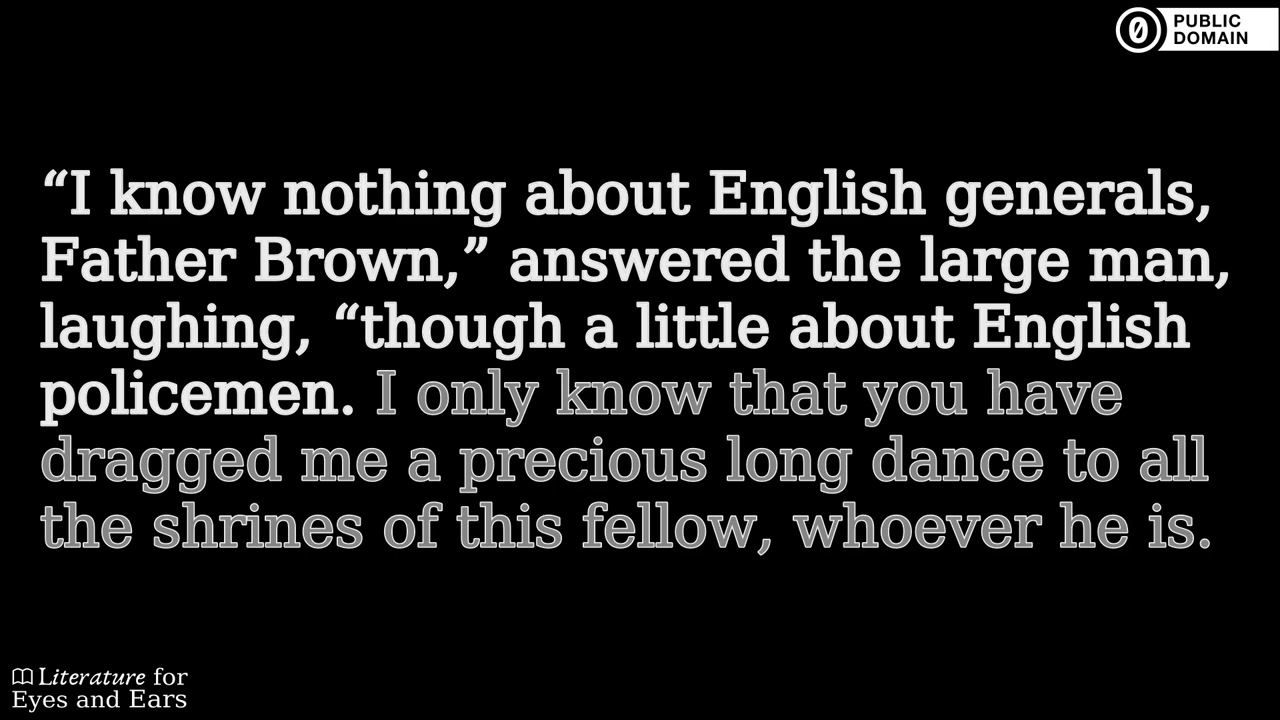 PUBLIC
DOMAIN
“I know nothing about English generals,
Father Brown,” answered the large man,
laughing, “though a little about English
policemen. I only know that you have
dragged me a precious long dance to all
the shrines of this fellow, whoever he is.
Literature for
Eyes and Ears